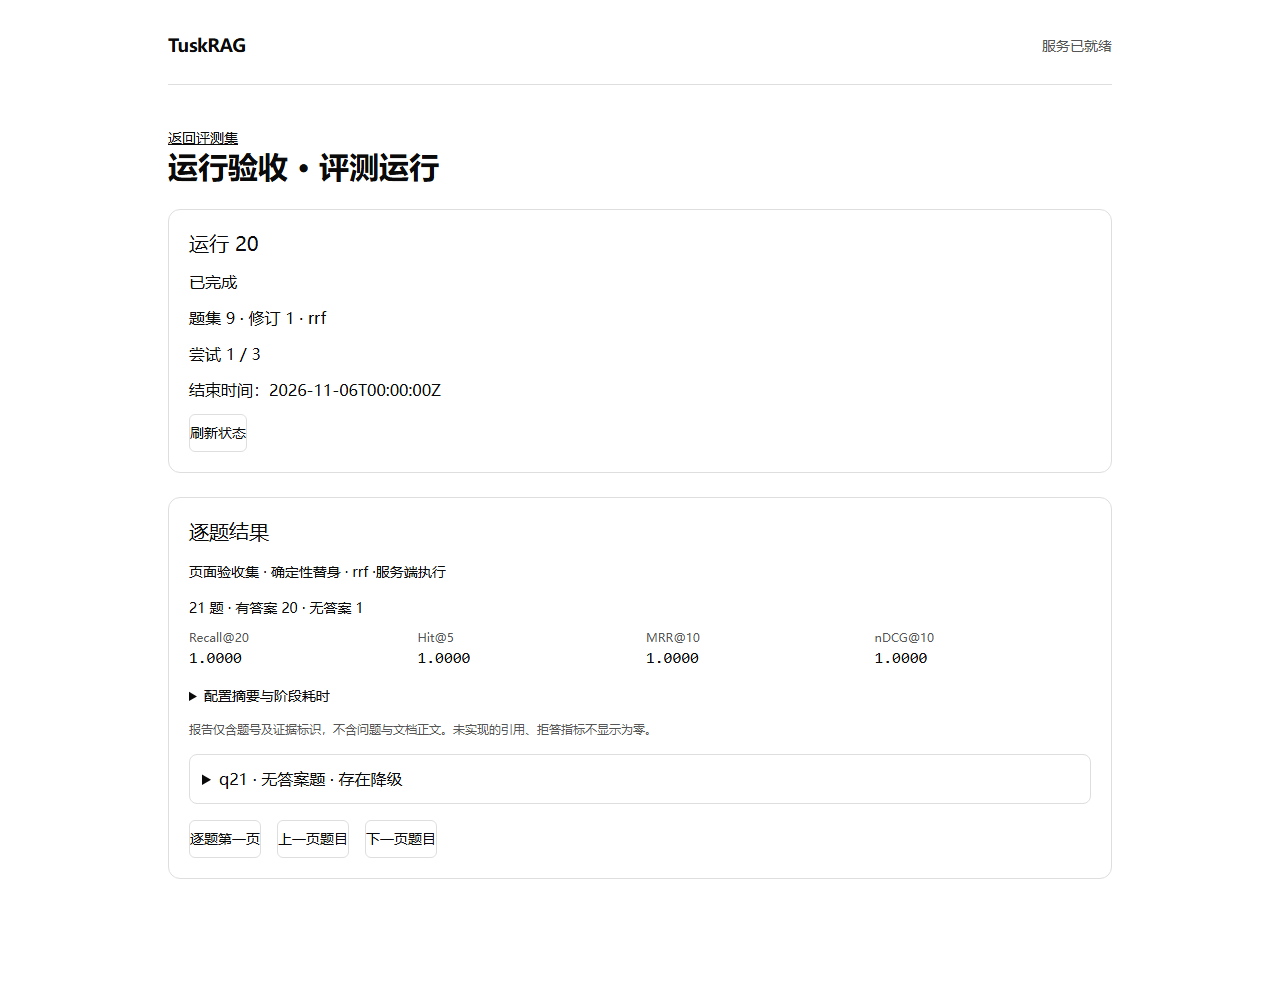 TuskRAG
服务已就绪
返回评测集
运行验收 · 评测运行
运行 20
已完成
题集 9 · 修订 1 · rrf
尝试 1 / 3
结束时间：2026-11-06T00:00:00Z
刷新状态
逐题结果
页面验收集 · 确定性替身 · rrf ·服务端执行
21 题 · 有答案 20 · 无答案 1
Recall@20 Hit@5 MRR@10 nDCG@10
1.0000 1.0000 1.0000 1.0000
▶ 配置摘要与阶段耗时
报告仅含题号及证据标识，不含问题与文档正文。未实现的引用、拒答指标不显示为零。
▶ q21 · 无答案题 · 存在降级
逐题第一页 上一页题目 下一页题目